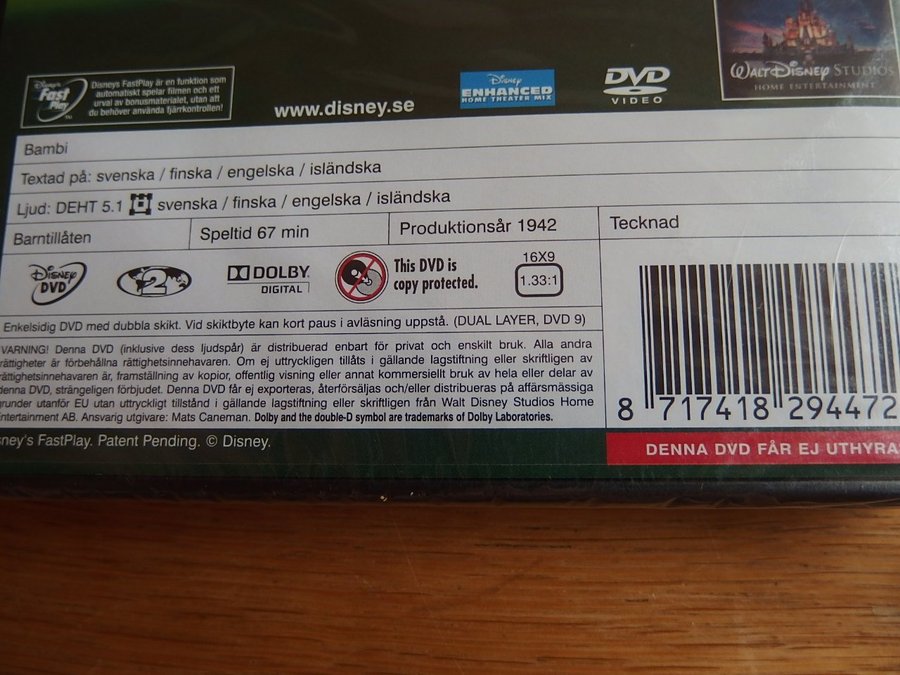 Disney's
Fast
Play
TM
Disney's FastPlay är en funktion som
automatiskt spelar filmen och ett
urval av bonusmaterialet, utan att
du behöver använda fjärrkontrollen!
www.disney.se
Disney
ENHANCED
HOME THEATER MIX
DVD
VIDEO
WALT DISNEY STUDIOS
HOME ENTERTAINMENT
Bambi
Textad på: svenska / finska / engelska / isländska
Ljud: DEHT 5.1 svenska / finska / engelska / isländska
Barntillåten
Speltid 67 min
Produktionsår 1942
Tecknad
DISNEY
DVD
2
DOLBY
DIGITAL
This DVD is
copy protected.
16X9
1.33:1
Enkelsidig DVD med dubbla skikt. Vid skiktbyte kan kort paus i avläsning uppstå. (DUAL LAYER, DVD 9)
VARNING! Denna DVD (inklusive dess ljudspår) är distribuerad enbart för privat och enskilt bruk. Alla andra
rättigheter är förbehållna rättighetsinnehavaren. Om ej uttryckligen tillåts i gällande lagstiftning eller skriftligen av
rättighetsinnehavaren är, framställning av kopior, offentlig visning eller annat kommersiellt bruk av hela eller delar av
denna DVD, strängeligen förbjudet. Denna DVD får ej exporteras, återförsäljas och/eller distribueras på affärsmässiga
grunder utanför EU utan uttryckligt tillstånd i gällande lagstiftning eller skriftligen från Walt Disney Studios Home
Entertainment AB. Ansvarig utgivare: Mats Caneman. Dolby and the double-D symbol are trademarks of Dolby Laboratories.
8 717418 294472
sney's FastPlay. Patent Pending. © Disney.
DENNA DVD FÅR EJ UTHYRA